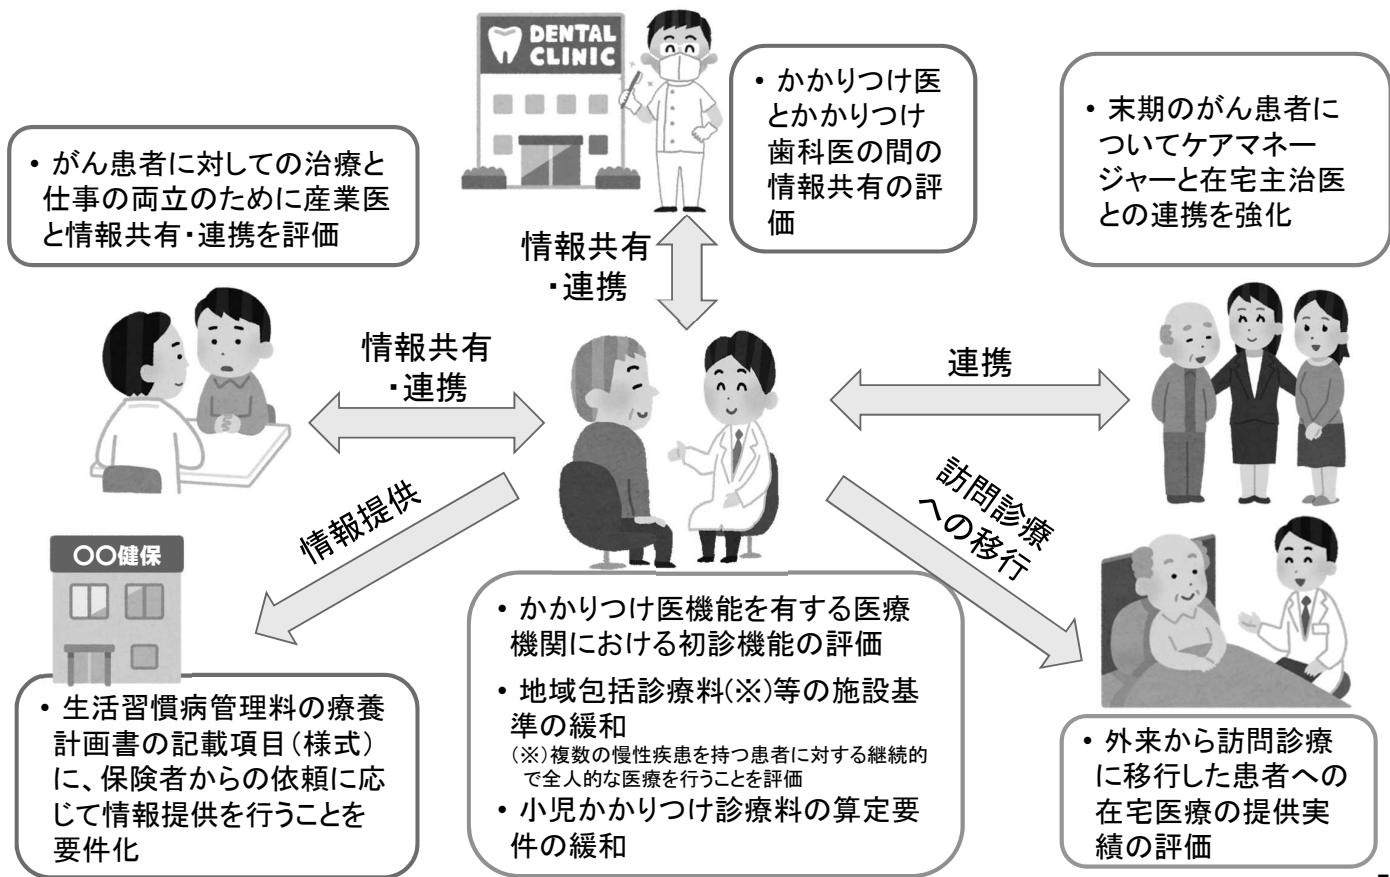 DENTAL
CLINIC
・かかりつけ医
とかかりつけ
歯科医の間の
情報共有の評
価
・末期のがん患者に
ついてケアマネー
ジャーと在宅主治医
との連携を強化
・がん患者に対しての治療と
仕事の両立のために産業医
と情報共有・連携を評価
情報共有
・連携
情報共有
・連携
連携
情報提供
訪問診療
への移行
〇〇健保
・生活習慣病管理料の療養
計画書の記載項目（様式）
に、保険者からの依頼に応
じて情報提供を行うことを
要件化
・かかりつけ医機能を有する医療
機関における初診機能の評価
・地域包括診療料(※)等の施設基
準の緩和
(※)複数の慢性疾患を持つ患者に対する継続的
で全人的な医療を行うことを評価
・小児かかりつけ診療料の算定要
件の緩和
・外来から訪問診療
に移行した患者への
在宅医療の提供実
績の評価